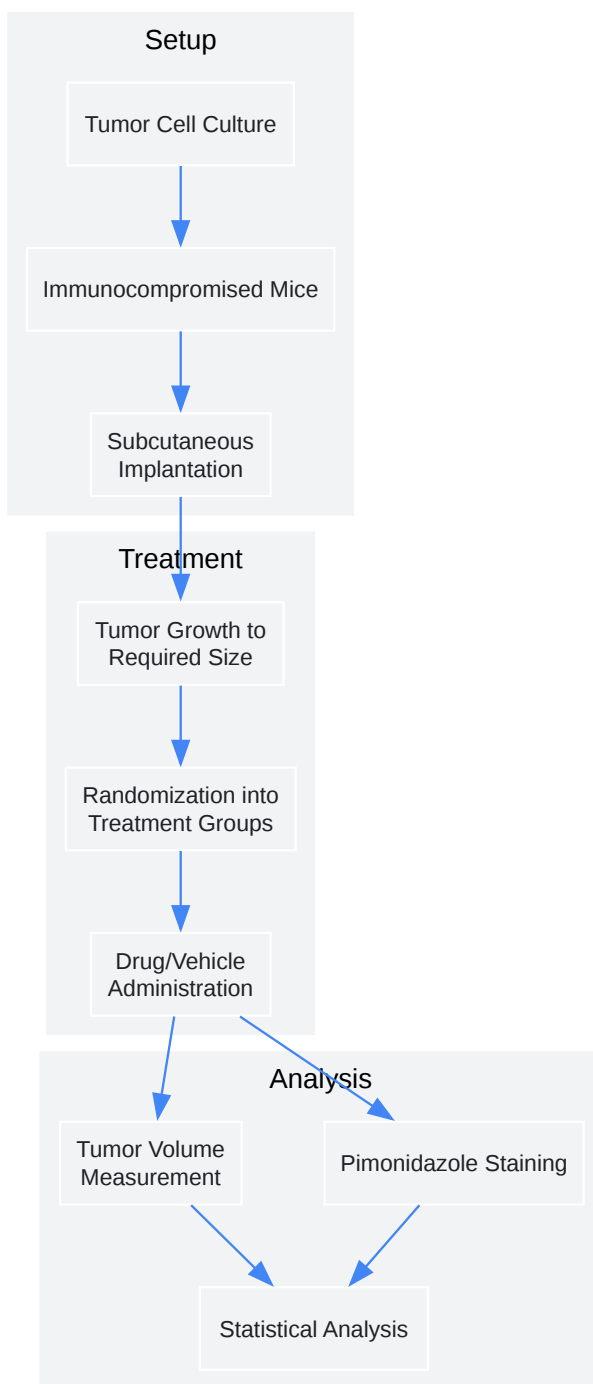 Setup
Tumor Cell Culture
Immunocompromised Mice
Subcutaneous
Implantation
Treatment
Tumor Growth to
Required Size
Randomization into
Treatment Groups
Drug/Vehicle
Administration
Analysis
Tumor Volume
Measurement
Pimonidazole Staining
Statistical Analysis